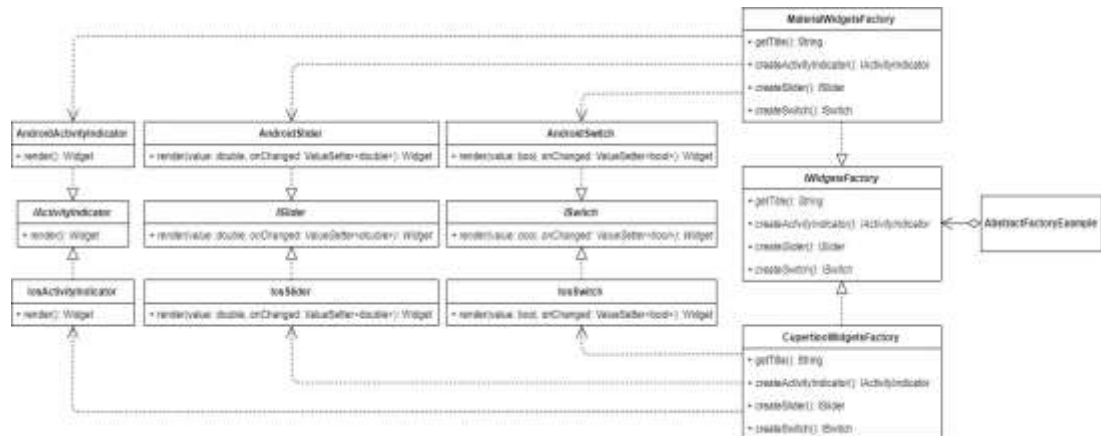 MaterialWidgetsFactory
+ getTitle(): String
+ createActivityIndicator(): IActivityIndicator
+ createSlider(): ISlider
+ createSwitch(): ISwitch
AndroidActivityIndicator
+ render(): Widget
AndroidSlider
+ render(value: double, onChanged: ValueSetter<double>): Widget
AndroidSwitch
+ render(value: bool, onChanged: ValueSetter<bool>): Widget
IWidgetsFactory
+ getTitle(): String
+ createActivityIndicator(): IActivityIndicator
+ createSlider(): ISlider
+ createSwitch(): ISwitch
AbstractFactoryExample
IActivityIndicator
+ render(): Widget
ISlider
+ render(value: double, onChanged: ValueSetter<double>): Widget
ISwitch
+ render(value: bool, onChanged: ValueSetter<bool>): Widget
IosActivityIndicator
+ render(): Widget
IosSlider
+ render(value: double, onChanged: ValueSetter<double>): Widget
IosSwitch
+ render(value: bool, onChanged: ValueSetter<bool>): Widget
CupertinoWidgetsFactory
+ getTitle(): String
+ createActivityIndicator(): IActivityIndicator
+ createSlider(): ISlider
+ createSwitch(): ISwitch